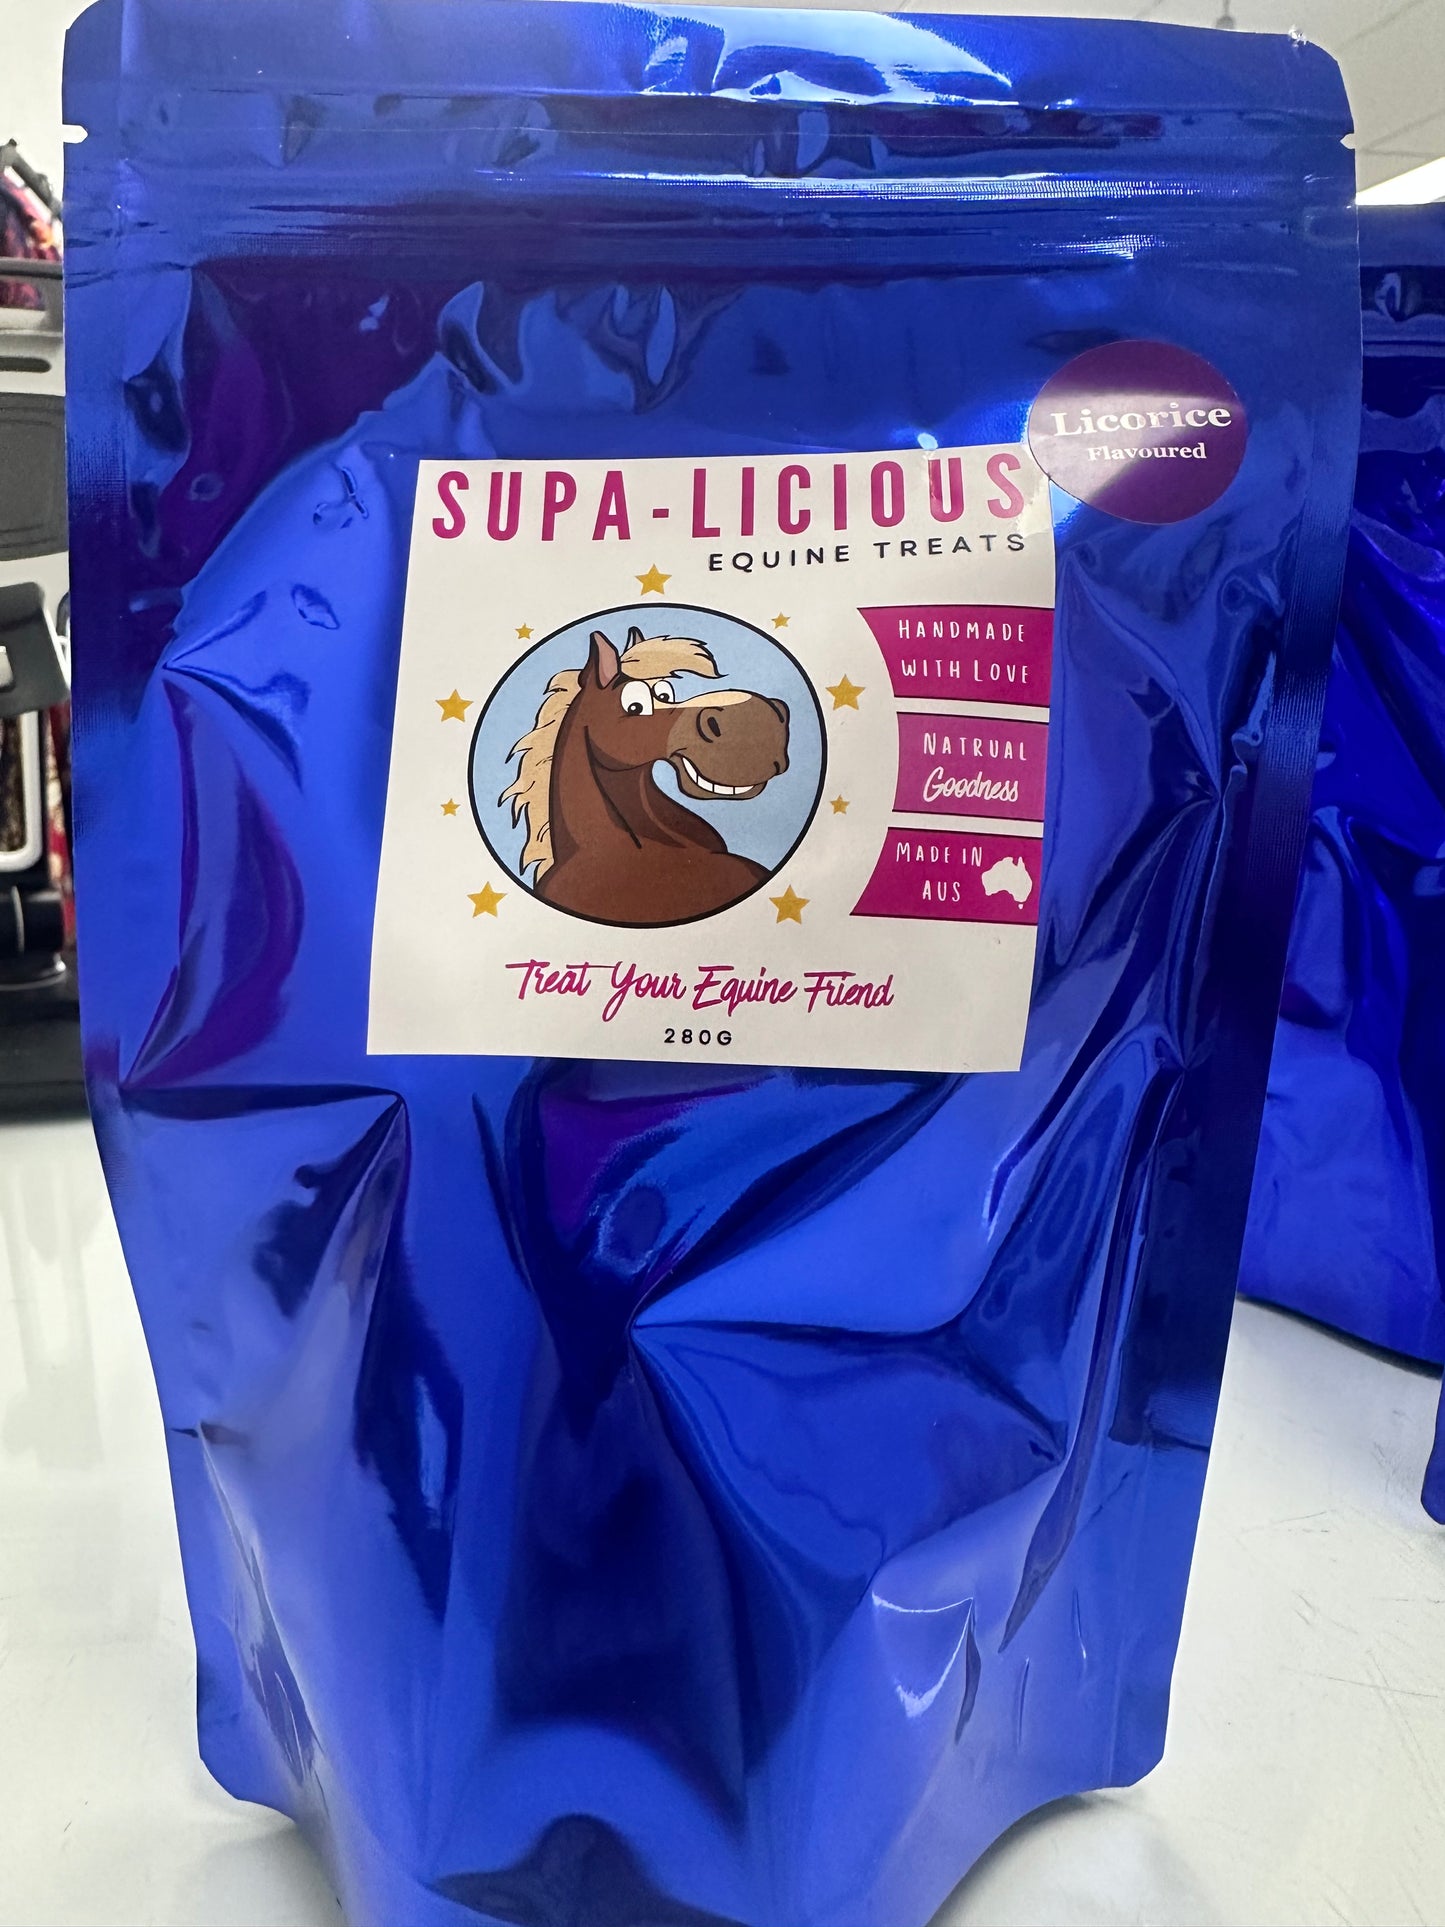 Licorice
Flavoured
SUPA-LICIOUS
EQUINE TREATS
HANDMADE
WITH LOVE
NATRUAL
Goodness
MADE IN
AUS
Treat Your Equine Friend
280G